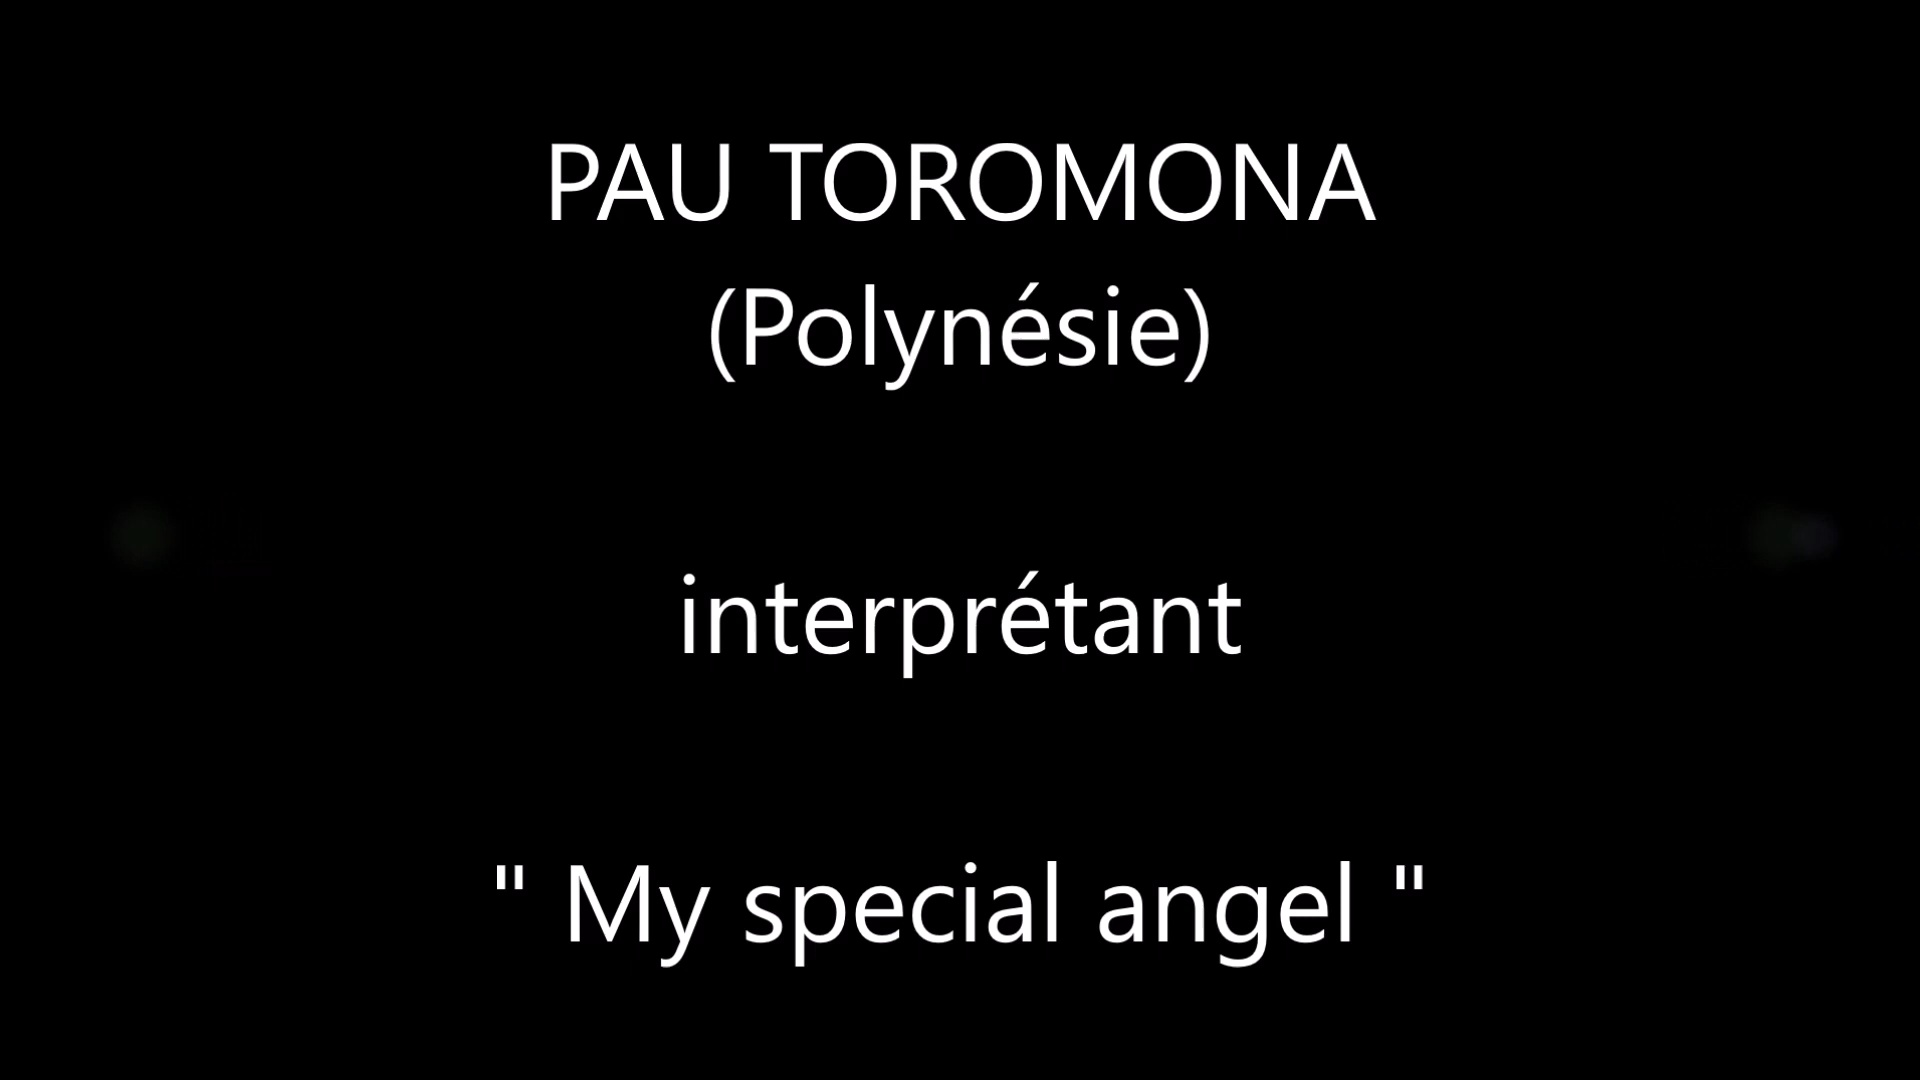 PAU TOROMONA
(Polynésie)
interprétant
" My special angel "